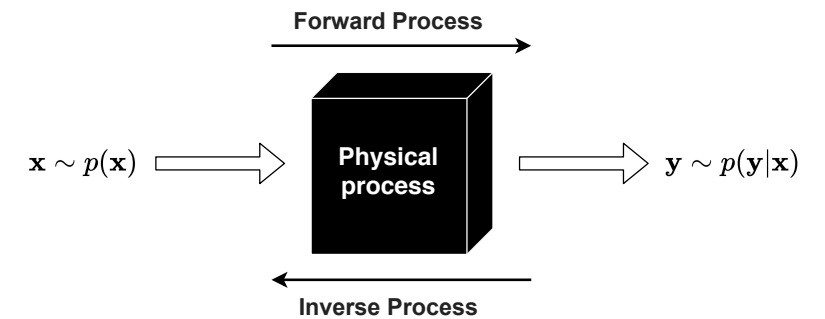 Forward Process
x ∼ p(x)
Physical
process
y ∼ p(y|x)
Inverse Process